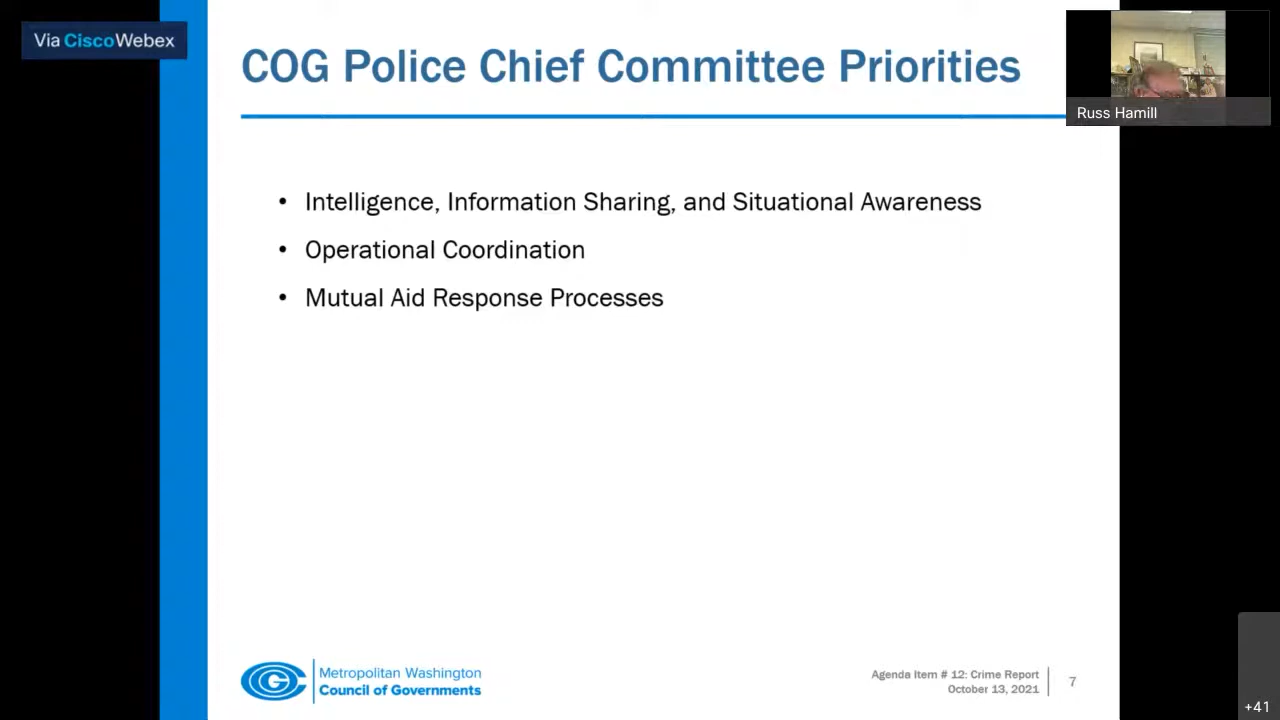 Via CiscoWebex
COG Police Chief Committee Priorities
Russ Hamill
• Intelligence, Information Sharing, and Situational Awareness
• Operational Coordination
• Mutual Aid Response Processes
Metropolitan Washington
Council of Governments
Agenda Item # 12: Crime Report
October 13, 2021
7
+41